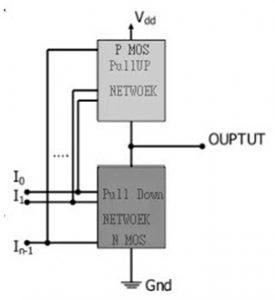 Vdd
P MOS
PullUP
NETWOEK
OUPTUT
I0
I1
In-1
Pull Down
NETWOEK
N MOS
Gnd